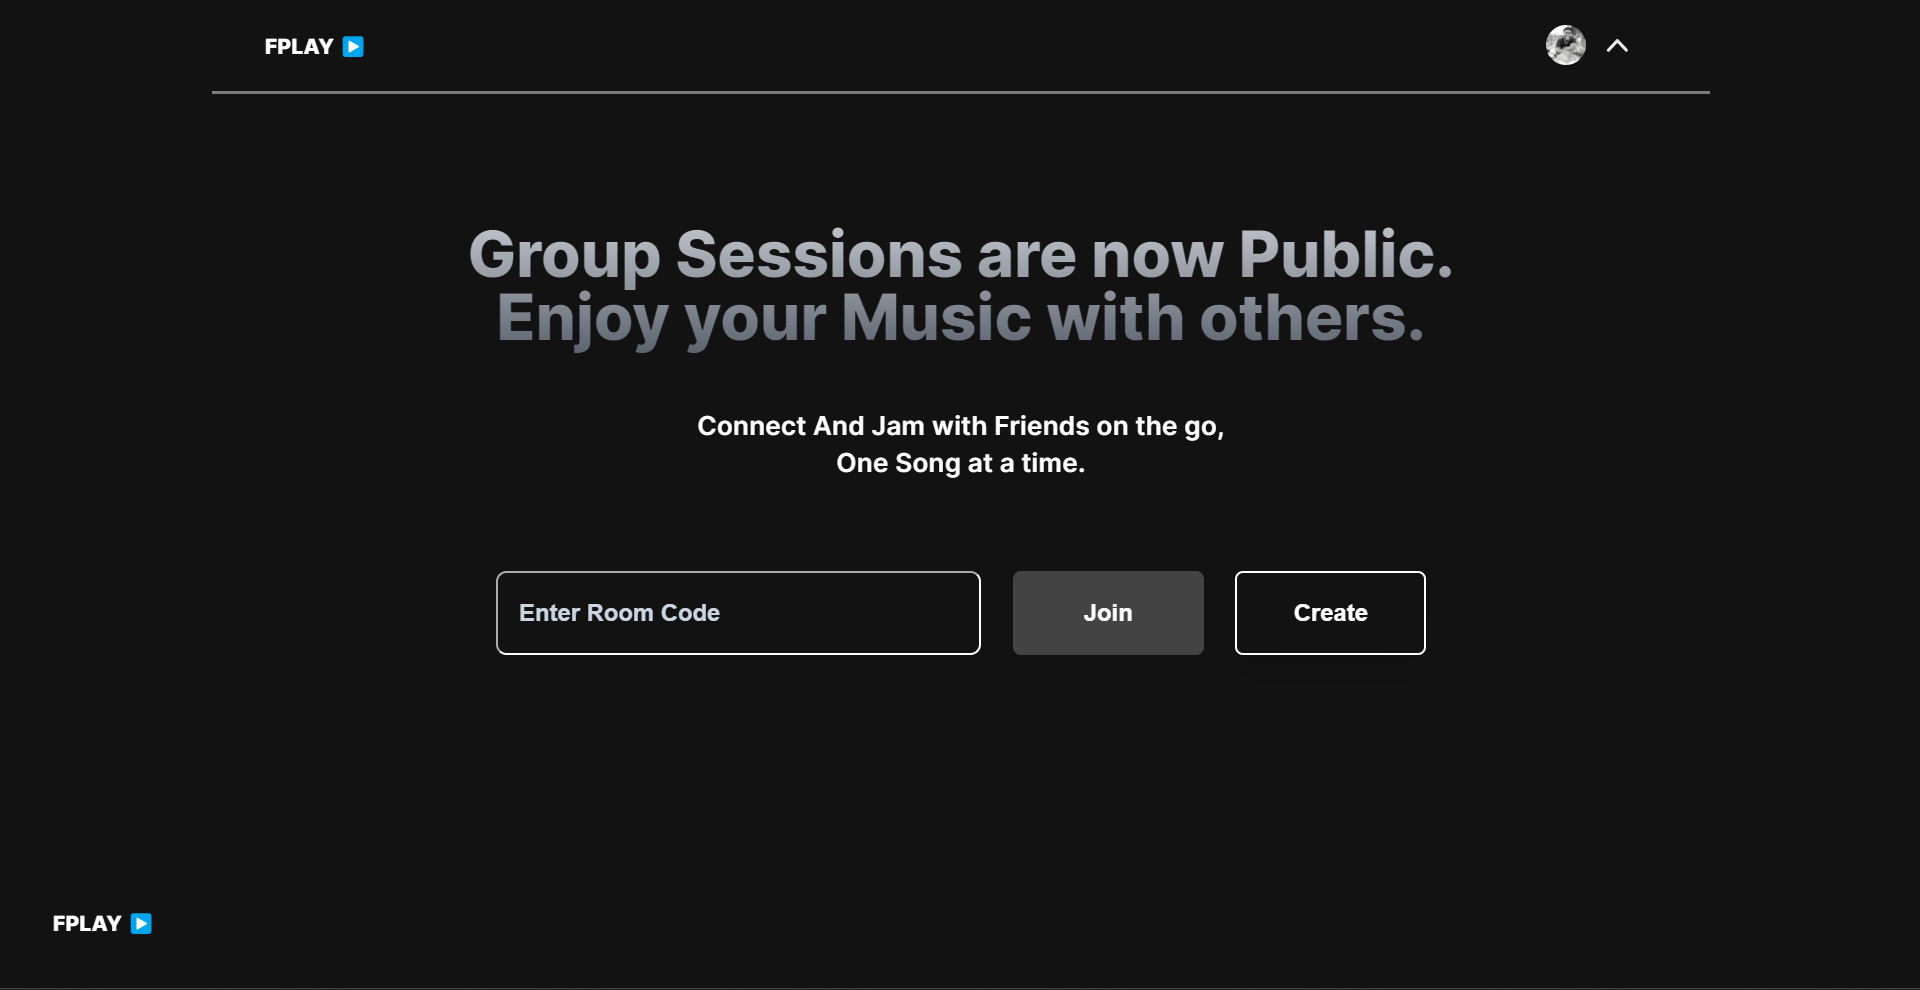 FPLAY ▶️
Group Sessions are now Public.
Enjoy your Music with others.
Connect And Jam with Friends on the go,
One Song at a time.
Enter Room Code
Join
Create
FPLAY ▶️